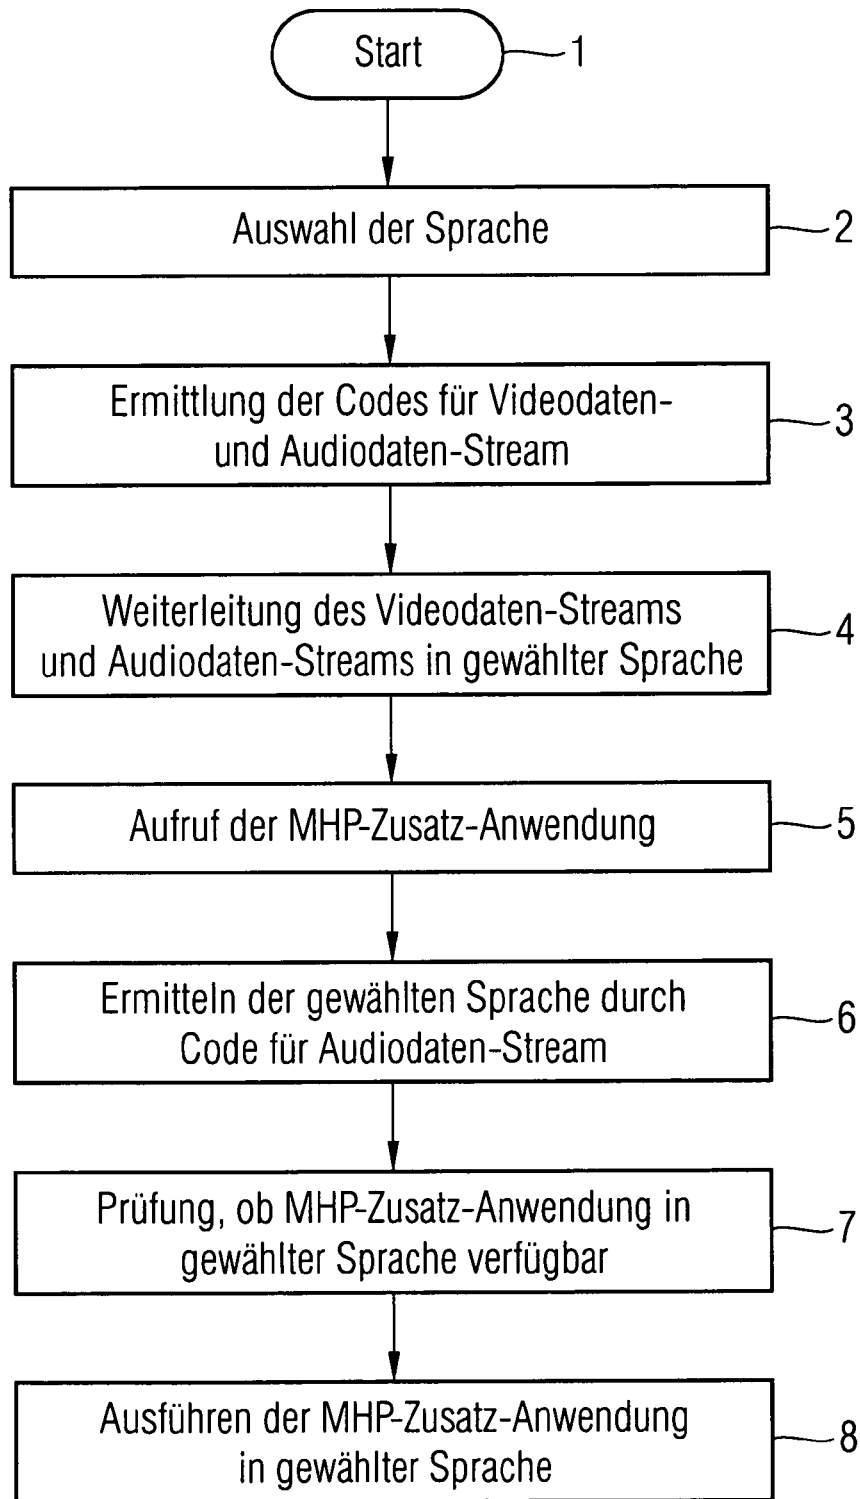 Start
1
Auswahl der Sprache
2
Ermittlung der Codes für Videodaten-
und Audiodaten-Stream
3
Weiterleitung des Videodaten-Streams
und Audiodaten-Streams in gewählter Sprache
4
Aufruf der MHP-Zusatz-Anwendung
5
Ermitteln der gewählten Sprache durch
Code für Audiodaten-Stream
6
Prüfung, ob MHP-Zusatz-Anwendung in
gewählter Sprache verfügbar
7
Ausführen der MHP-Zusatz-Anwendung
in gewählter Sprache
8